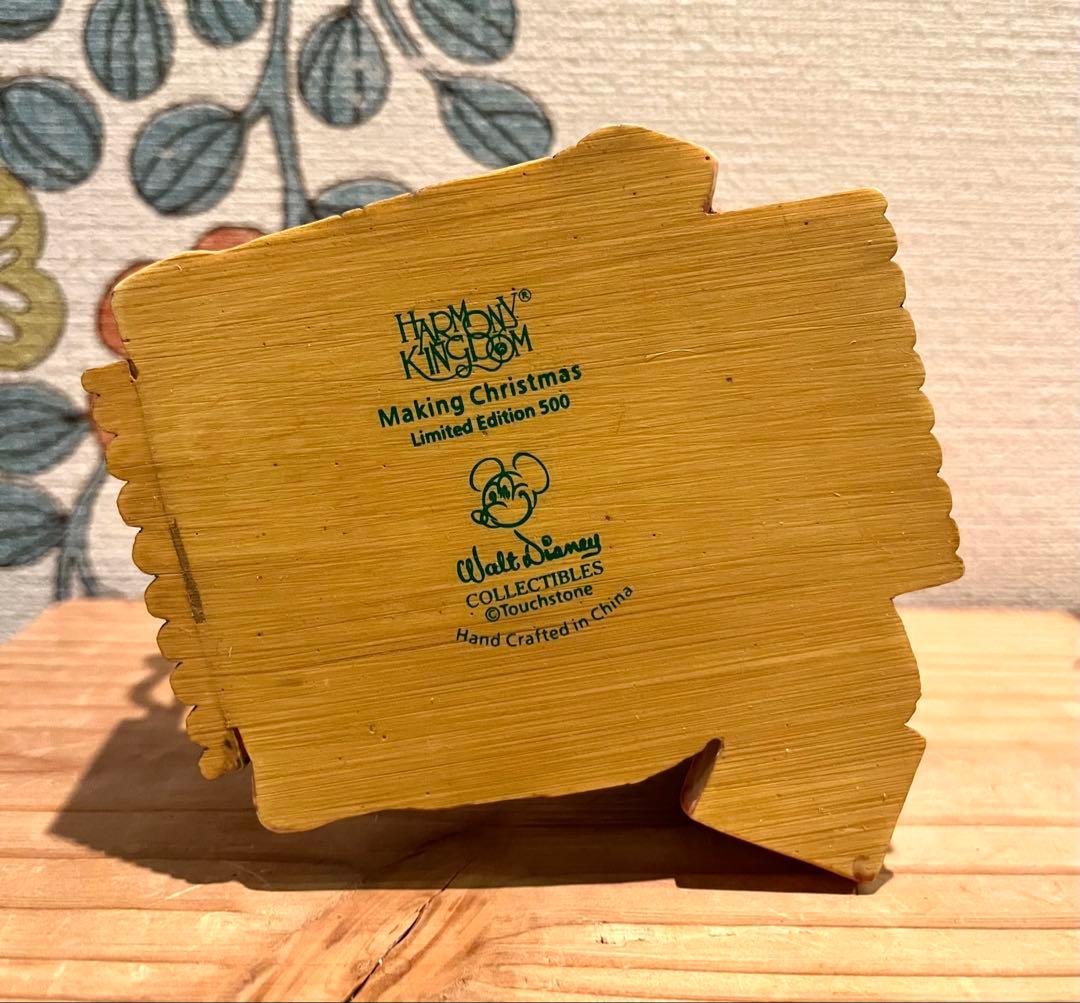 HARMONY®
KINGDOM
Making Christmas
Limited Edition 500
Walt Disney
COLLECTIBLES
©Touchstone
Hand Crafted in China